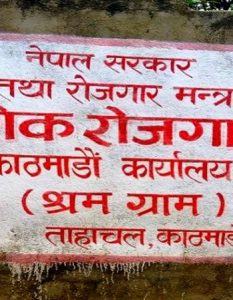 नेपाल सरकार
तथा रोजगार मन्त्र
िक रोजगा
काठमाडौं कार्यालय
( श्रम ग्राम )
ताहाचल, काठमाडौ